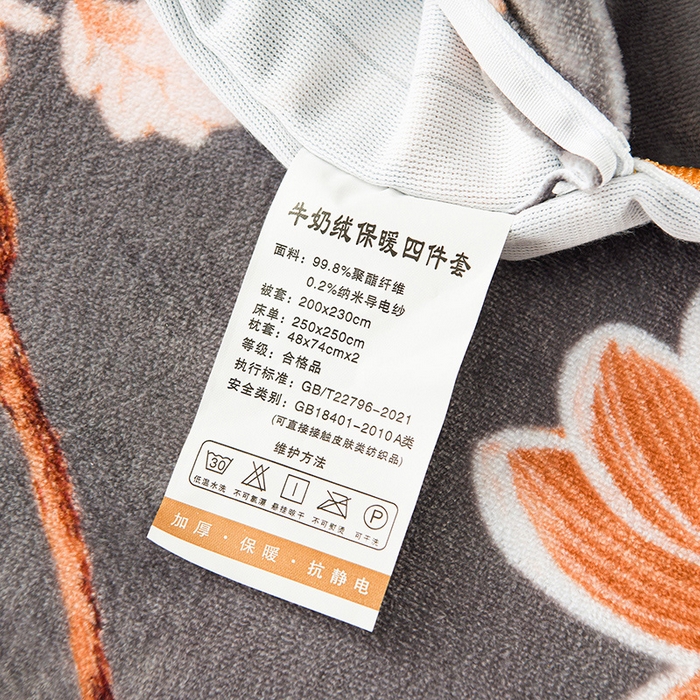 牛奶绒保暖四件套
面料：99.8%聚酯纤维
0.2%纳米导电纱
被套：200x230cm
床单：250x250cm
枕套：48x74cmx2
等级：合格品
执行标准：GB/T22796-2021
安全类别：GB18401-2010 A类
(可直接接触皮肤类纺织品)
维护方法
30 P
低温水洗 不可氯漂 悬挂晾干 不可熨烫 可干洗
加厚·保暖·抗静电